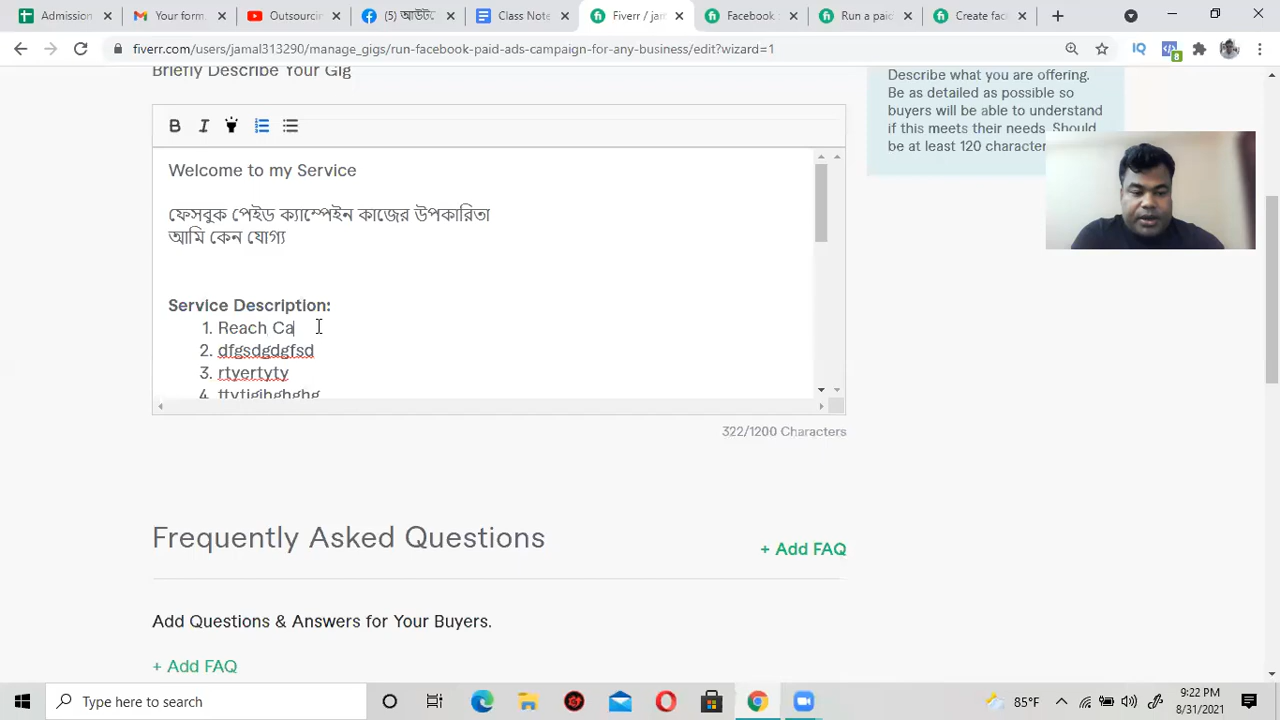 Admission
Your form
Outsourcin
Class Note
Fiverr / jam
Facebook
Run a paid
Create face
fiverr.com/users/jamal313290/manage_gigs/run-facebook-paid-ads-campaign-for-any-business/edit?wizard=1
IQ
8
Briefly Describe Your Gig
Describe what you are offering.
Be as detailed as possible so
buyers will be able to understand
if this meets their needs. Should
be at least 120 character
B I
Welcome to my Service
ফেসবুক পেইড ক্যাম্পেইন কাজের উপকারিতা
আমি কেন যোগ্য
Service Description:
1. Reach Ca
2. dfgsdgdgfsd
3. rtyertyty
322/1200 Characters
Frequently Asked Questions
+ Add FAQ
Add Questions & Answers for Your Buyers.
+ Add FAQ
Type here to search
85°F
9:22 PM
8/31/2021